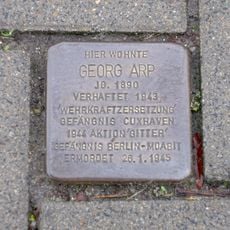 HIER WOHNTE
GEORG ARP
JG. 1890
VERHAFTET 1943
'WEHRKRAFTZERSETZUNG'
GEFÄNGNIS CUXHAVEN
1944 AKTION 'GITTER'
GEFÄNGNIS BERLIN-MOABIT
ERMORDET 26.1.1945